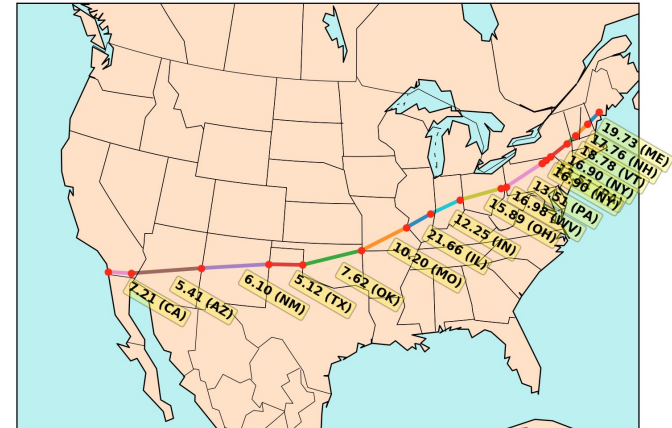 7.21 (CA)
5.41 (AZ)
6.10 (NM)
5.12 (TX)
7.62 (OK)
10.20 (MO)
21.66 (IL)
12.25 (IN)
15.89 (OH)
16.98 (WV)
13.51 (PA)
16.90 (NY)
16.90 (NY)
18.78 (VT)
(NH)
19.73 (ME)